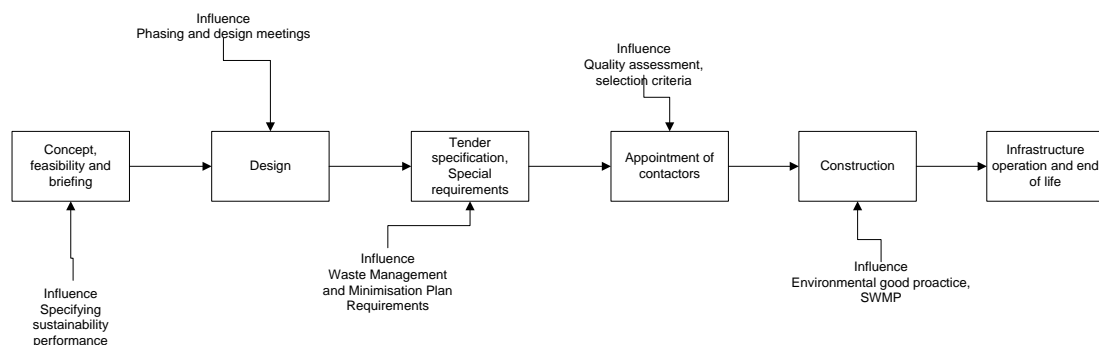 Influence
Phasing and design meetings
Influence
Quality assessment,
selection criteria
Concept,
feasibility and
briefing
Design
Tender
specification,
Special
requirements
Appointment of
contactors
Construction
Infrastructure
operation and end
of life
Influence
Specifying
sustainability
performance
Influence
Waste Management
and Minimisation Plan
Requirements
Influence
Environmental good proactice,
SWMP